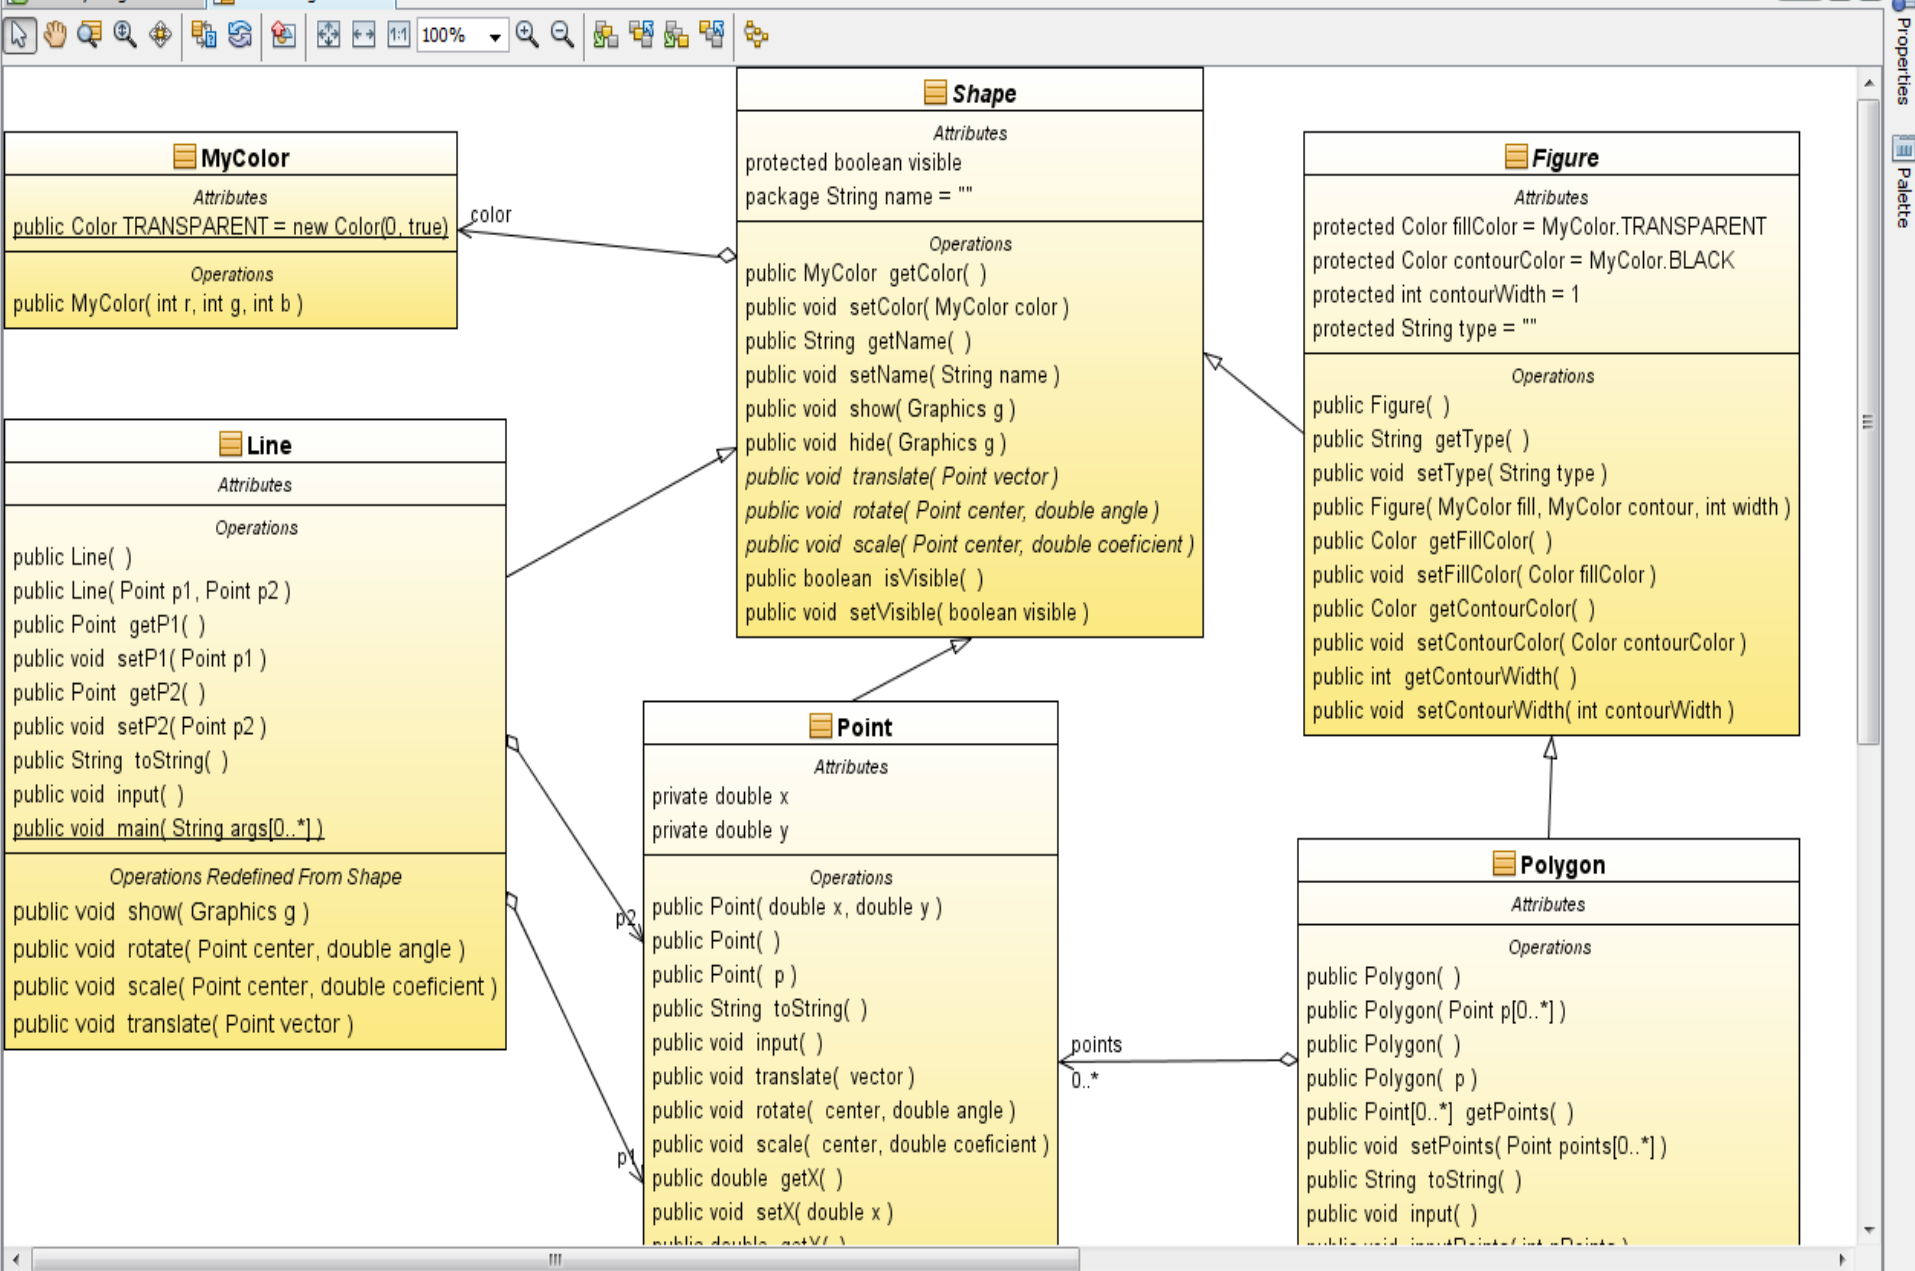 100%
Properties
Palette
MyColor
Attributes
public Color TRANSPARENT = new Color(0, true)
Operations
public MyColor( int r, int g, int b )
color
Shape
Attributes
protected boolean visible
package String name = ""
Operations
public MyColor getColor( )
public void setColor( MyColor color )
public String getName( )
public void setName( String name )
public void show( Graphics g )
public void hide( Graphics g )
public void translate( Point vector )
public void rotate( Point center, double angle )
public void scale( Point center, double coeficient )
public boolean isVisible( )
public void setVisible( boolean visible )
Figure
Attributes
protected Color fillColor = MyColor.TRANSPARENT
protected Color contourColor = MyColor.BLACK
protected int contourWidth = 1
protected String type = ""
Operations
public Figure( )
public String getType( )
public void setType( String type )
public Figure( MyColor fill, MyColor contour, int width )
public Color getFillColor( )
public void setFillColor( Color fillColor )
public Color getContourColor( )
public void setContourColor( Color contourColor )
public int getContourWidth( )
public void setContourWidth( int contourWidth )
Line
Attributes
Operations
public Line( )
public Line( Point p1, Point p2 )
public Point getP1( )
public void setP1( Point p1 )
public Point getP2( )
public void setP2( Point p2 )
public String toString( )
public void input( )
public void main( String args[0..*] )
Operations Redefined From Shape
public void show( Graphics g )
public void rotate( Point center, double angle )
public void scale( Point center, double coeficient )
public void translate( Point vector )
p2
p1
Point
Attributes
private double x
private double y
Operations
public Point( double x, double y )
public Point( )
public Point( p )
public String toString( )
public void input( )
public void translate( vector )
public void rotate( center, double angle )
public void scale( center, double coeficient )
public double getX( )
public void setX( double x )
public double getY( )
points
0..*
Polygon
Attributes
Operations
public Polygon( )
public Polygon( Point p[0..*] )
public Polygon( )
public Polygon( p )
public Point[0..*] getPoints( )
public void setPoints( Point points[0..*] )
public String toString( )
public void input( )
public void inputPoints( int nPoints )